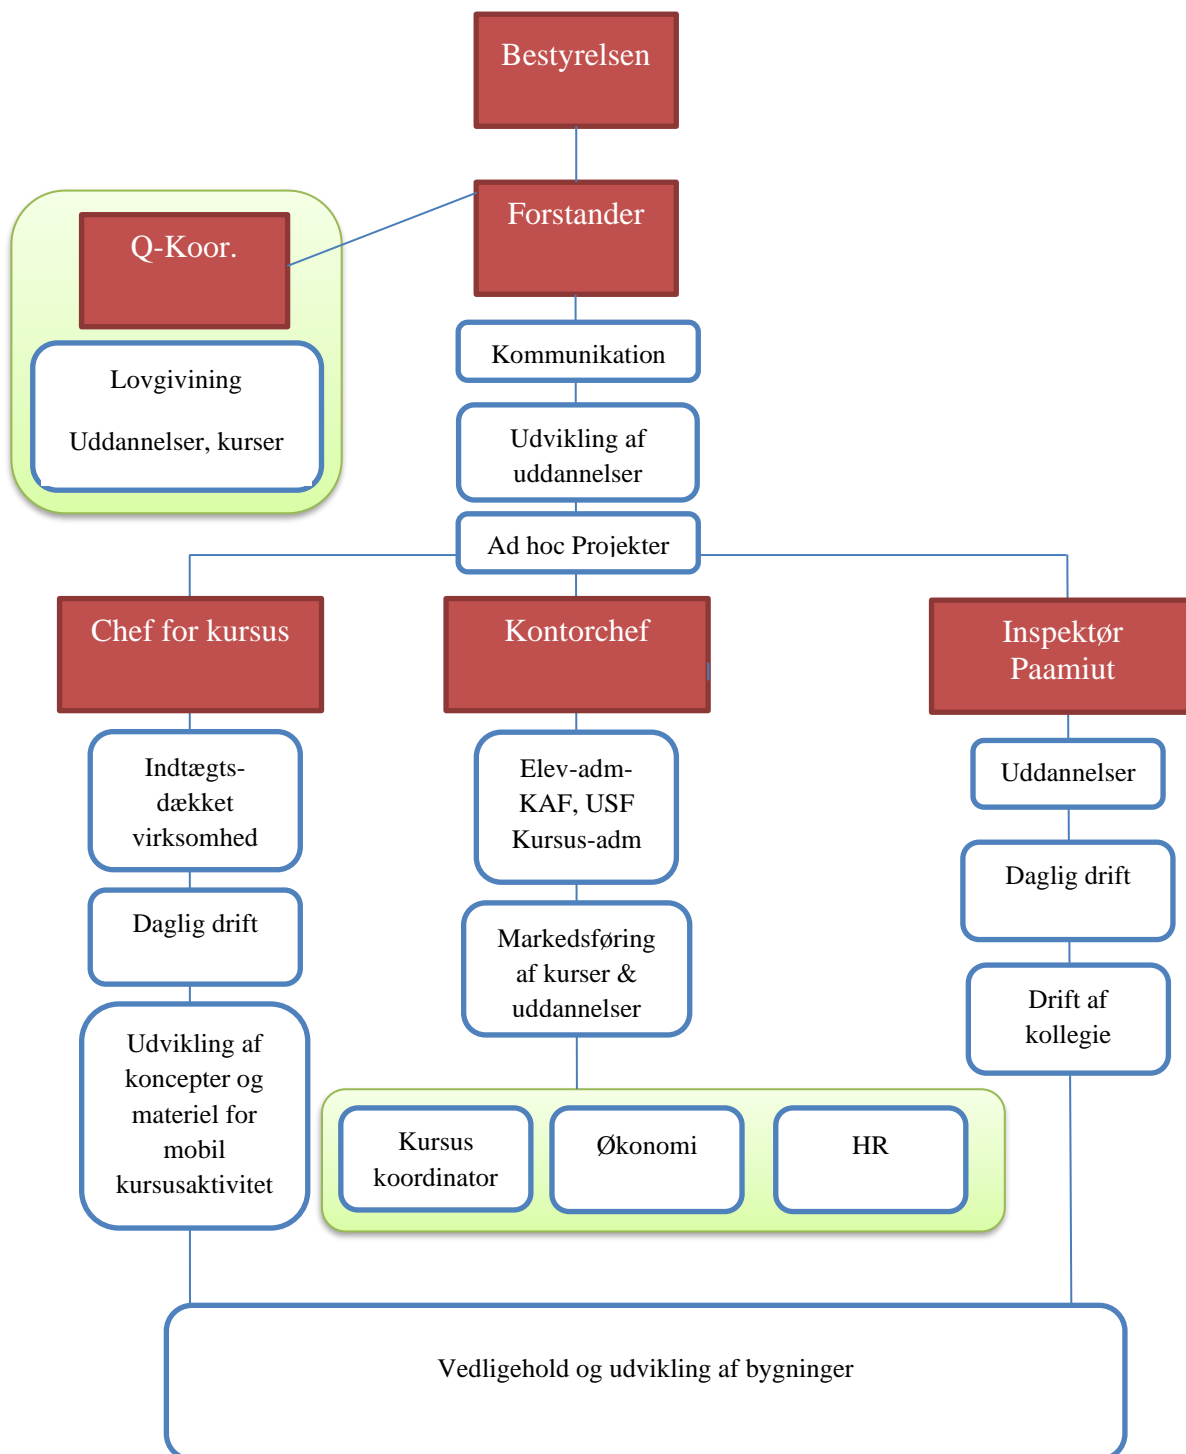 Bestyrelsen
Forstander
Q-Koor.
Lovgivining
Uddannelser, kurser
Kommunikation
Udvikling af
uddannelser
Ad hoc Projekter
Chef for kursus
Kontorchef
Inspektør
Paamiut
Indtægts-
dækket
virksomhed
Daglig drift
Udvikling af
koncepter og
materiel for
mobil
kursusaktivitet
Elev-adm-
KAF, USF
Kursus-adm
Markedsføring
af kurser &
uddannelser
Kursus
koordinator
Økonomi
HR
Uddannelser
Daglig drift
Drift af
kollegie
Vedligehold og udvikling af bygninger